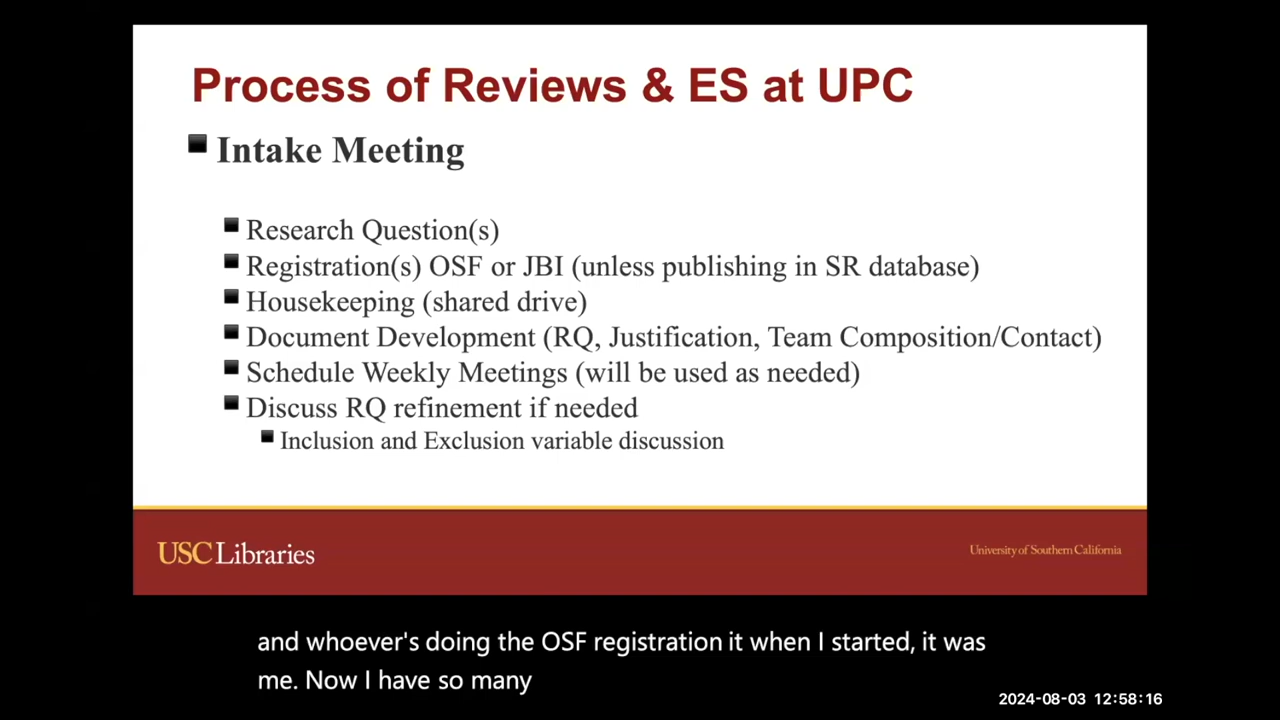 Process of Reviews & ES at UPC
Intake Meeting
Research Question(s)
Registration(s) OSF or JBI (unless publishing in SR database)
Housekeeping (shared drive)
Document Development (RQ, Justification, Team Composition/Contact)
Schedule Weekly Meetings (will be used as needed)
Discuss RQ refinement if needed
Inclusion and Exclusion variable discussion
USC Libraries
University of Southern California
and whoever's doing the OSF registration it when I started, it was
me. Now I have so many
2024-08-03 12:58:16